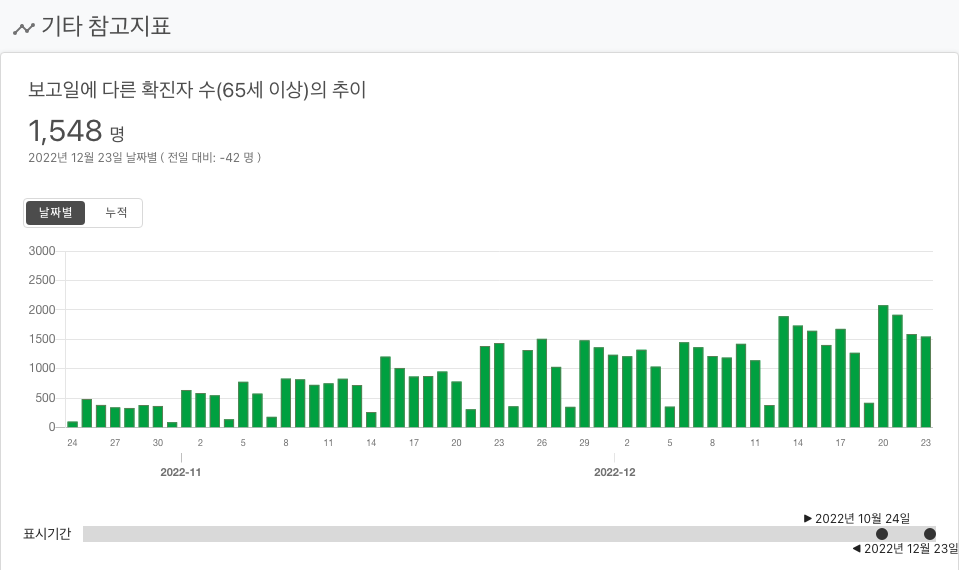 기타 참고지표
보고일에 다른 확진자 수(65세 이상)의 추이
1,548 명
2022년 12월 23일 날짜별 ( 전일 대비: -42 명 )
날짜별 누적
3000
2500
2000
1500
1000
500
0
24 27 30 2 5 8 11 14 17 20 23 26 29 2 5 8 11 14 17 20 23
2022-11 2022-12
▶ 2022년 10월 24일
표시기간
◀ 2022년 12월 23일